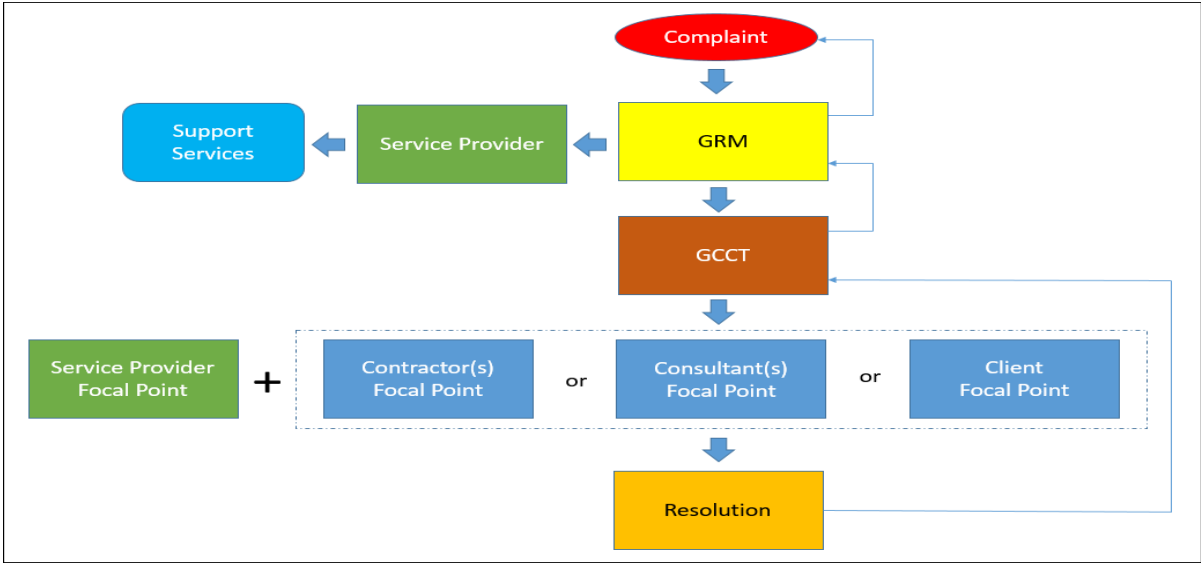 Complaint
Support
Services
Service Provider
GRM
GCCT
Service Provider
Focal Point
+
Contractor(s)
Focal Point
or
Consultant(s)
Focal Point
or
Client
Focal Point
Resolution